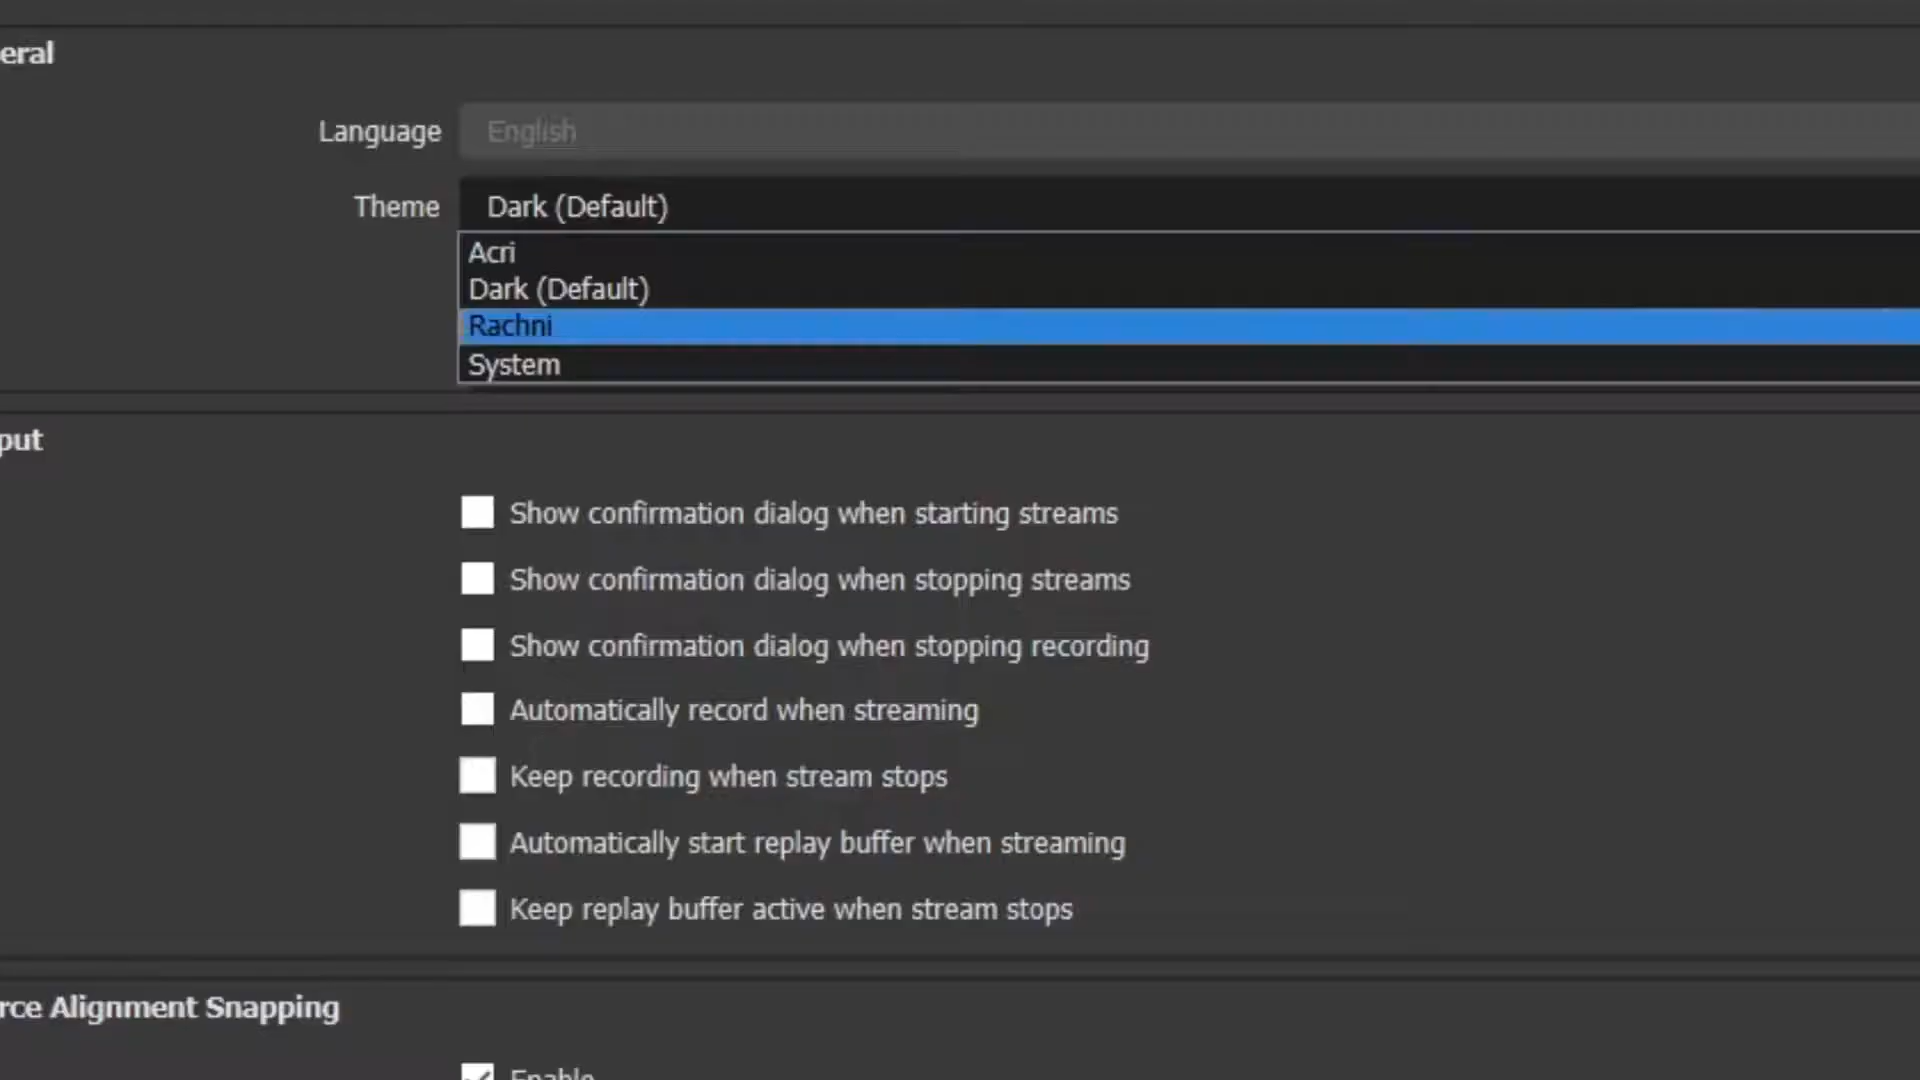 eral
Language English
Theme Dark (Default)
Acri
Dark (Default)
Rachni
System
put
Show confirmation dialog when starting streams
Show confirmation dialog when stopping streams
Show confirmation dialog when stopping recording
Automatically record when streaming
Keep recording when stream stops
Automatically start replay buffer when streaming
Keep replay buffer active when stream stops
rce Alignment Snapping
Enable